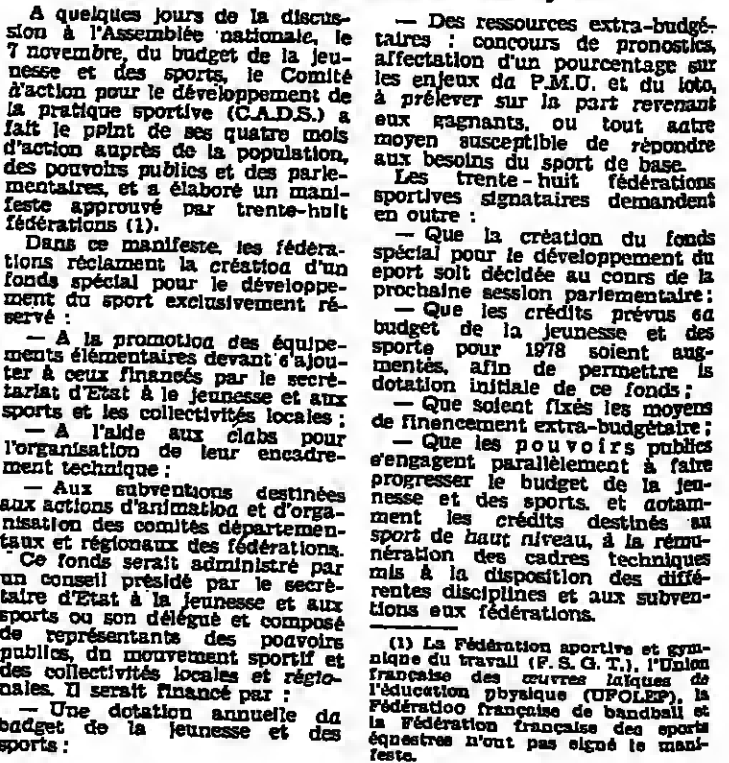 A quelques jours de la discus-
sion à l'Assemblée nationale, le
7 novembre, du budget de la jeu-
nesse et des sports, le Comité
d'action pour le développement de
la pratique sportive (C.A.D.S.) a
fait le point de ses quatre mois
d'action auprès de la population,
des pouvoirs publics et des parle-
mentaires, et a élaboré un mani-
feste approuvé par trente-huit
fédérations (1).
Dans ce manifeste, les fédéra-
tions réclament la création d'un
fonds spécial pour le développe-
ment du sport exclusivement ré-
servé :
— A la promotion des équipe-
ments élémentaires devant s'ajou-
ter à ceux financés par le secré-
tariat d'Etat à le jeunesse et aux
sports et les collectivités locales ;
— A l'aide aux clabs pour
l'organisation de leur encadre-
ment technique ;
— Aux subventions destinées
aux actions d'animation et d'orga-
nisation des comités départemen-
taux et régionaux des fédérations.
Ce fonds serait administré par
un conseil présidé par le secré-
taire d'Etat à la jeunesse et aux
sports ou son délégué et composé
de représentants des pouvoirs
publics, du mouvement sportif et
des collectivités locales et régio-
nales. Il serait financé par :
— Une dotation annuelle du
badget de la jeunesse et des
sports ;
— Des ressources extra-budgé-
taires : concours de pronostics,
affectation d'un pourcentage sur
les enjeux da P.M.U. et du loto,
à prélever sur la part revenant
aux gagnants, ou tout autre
moyen susceptible de répondre
aux besoins du sport de base.
Les trente-huit fédérations
sportives signataires demandent
en outre :
— Que la création du fonds
spécial pour le développement du
sport soit décidée au cours de la
prochaine session parlementaire ;
— Que les crédits prévus au
budget de la jeunesse et des
sports pour 1978 soient aug-
mentés, afin de permettre la
dotation initiale de ce fonds ;
— Que soient fixés les moyens
de financement extra-budgétaire ;
— Que les pouvoirs publics
s'engagent parallèlement à faire
progresser le budget de la jeu-
nesse et des sports, et notam-
ment les crédits destinés au
sport de haut niveau, à la rému-
nération des cadres techniques
mis à la disposition des diffé-
rentes disciplines et aux subven-
tions aux fédérations.
(1) La Fédération sportive et gym-
nique du travail (F.S.G.T.), l'Union
française des œuvres laïques de
l'éducation physique (UFOLEP), la
Fédération française de handball et
la Fédération française des sports
équestres n'ont pas signé le mani-
feste.